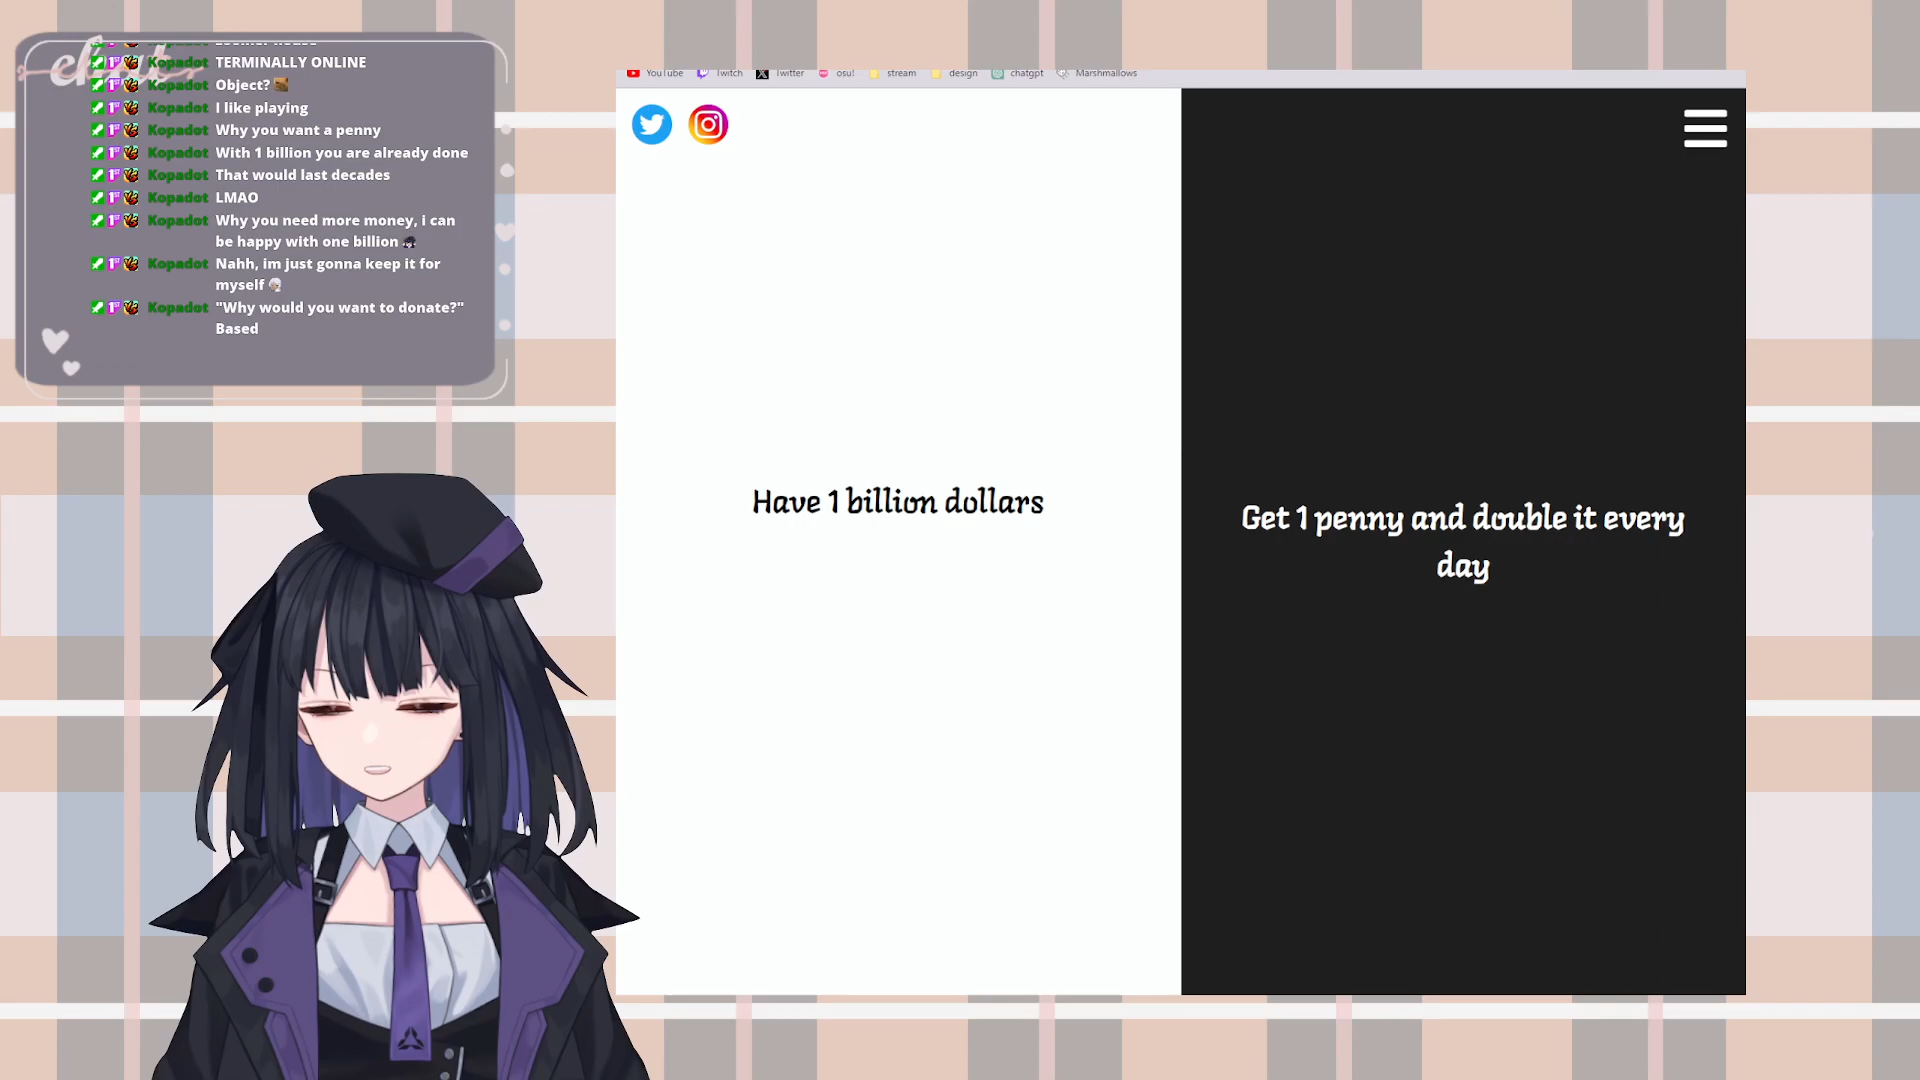 Kopadot TERMINALLY ONLINE
Kopadot Object?
Kopadot I like playing
Kopadot Why you want a penny
Kopadot With 1 billion you are already done
Kopadot That would last decades
Kopadot LMAO
Kopadot Why you need more money, i can
be happy with one billion
Kopadot Nahh, im just gonna keep it for
myself
Kopadot "Why would you want to donate?"
Based
YouTube Twitch Twitter osu! stream design chatgpt Marshmallows
Have 1 billion dollars
Get 1 penny and double it every
day